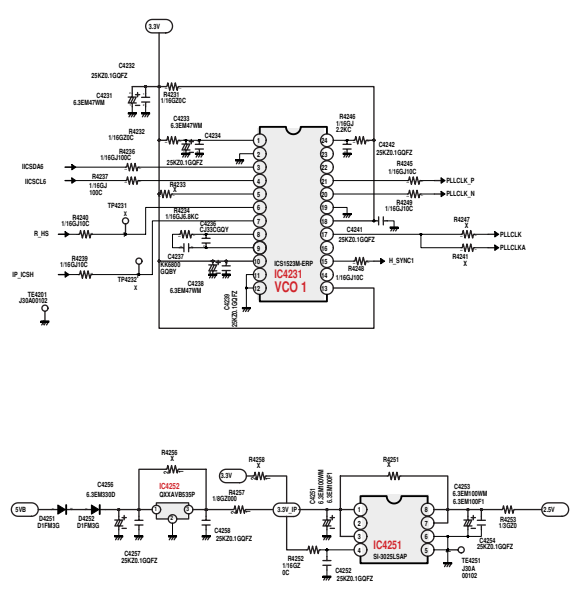 3.3V
C4232
25KZ0.1GQFZ
C4231
6.3EM47WM
R4231
1/16GZ0C
C4233
6.3EM47WM
R4232
1/16GZ0C
C4234
25KZ0.1GQFZ
R4246
1/16GJ
2.2KC
C4242
25KZ0.1GQFZ
R4236
1/16GJ100C
IICSDA6
R4237
1/16GJ
100C
IICSCL6
R4233
X
R4245
1/16GJ10C
PLLCLK_P
PLLCLK_N
R4249
1/16GJ10C
TP4231
X
R4234
1/16GJ6.8KC
R4240
1/16GJ10C
R_HS
C4236
CJ33CGQY
C4237
KK6800
GQBY
C4241
25KZ0.1GQFZ
R4247
X
PLLCLK
PLLCLKA
R4241
X
R4239
1/16GJ10C
IP_ICSH
TP4232
X
C4238
6.3EM47WM
C4239
25KZ0.1GQFZ
ICS1523M-ERP
IC4231
VCO 1
1
2
3
4
5
6
7
8
9
10
11
12
24
23
22
21
20
19
18
17
16
15
14
13
H_SYNC1
R4248
1/16GJ10C
TE4201
J30A00102
R4256
X
IC4252
QXXAVBS35P
1
3
2
R4258
X
3.3V
C4256
6.3EM330D
R4257
1/8GZ000
5VB
D4251
D1FM3G
D4252
D1FM3G
C4257
25KZ0.1GQFZ
C4258
25KZ0.1GQFZ
3.3V_IP
C4251
6.3EM100WM
6.3EM100F1
R4251
X
1
2
3
4
8
7
6
5
IC4251
SI-3025LSAP
R4252
1/16GZ
0C
C4252
25KZ0.1GQFZ
C4253
6.3EM100WM
6.3EM100F1
R4253
1/3GZ0
2.5V
C4254
25KZ0.1GQFZ
TE4251
J30A
00102